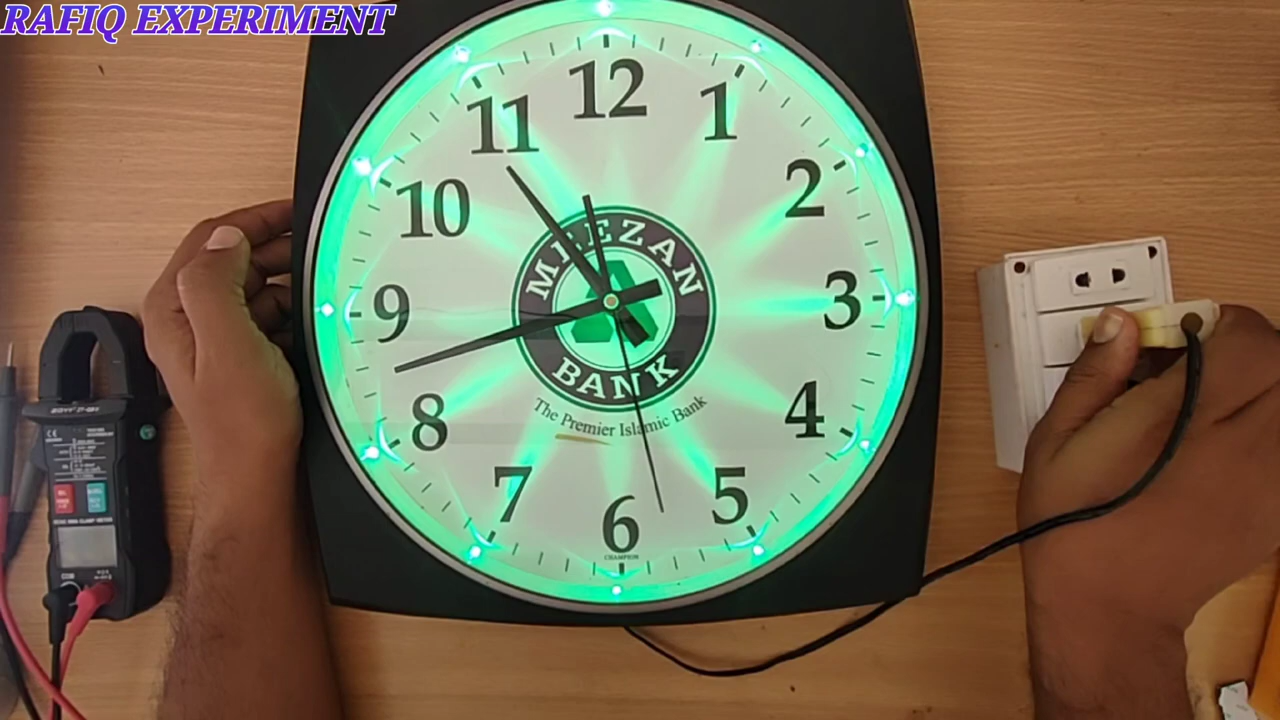 RAFIQ EXPERIMENT
12
11
1
10
2
9
3
8
4
7
5
6
MEEZAN
BANK
The Premier Islamic Bank
CHAMPION